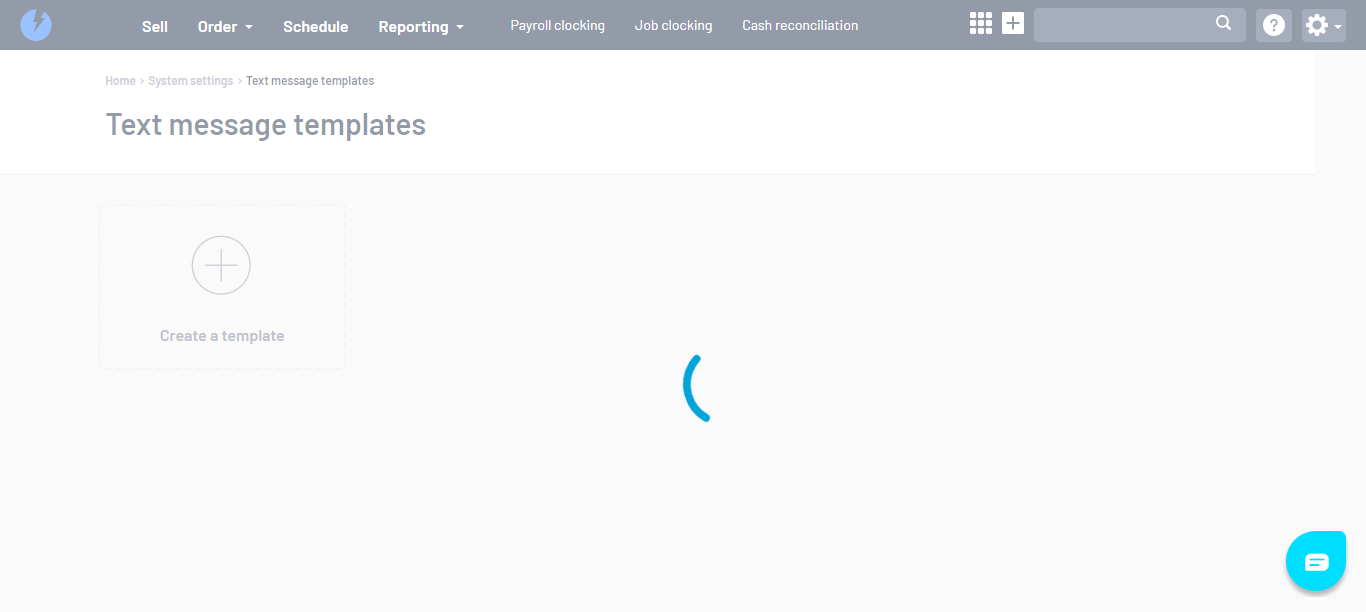 Sell Order Schedule Reporting Payroll clocking Job clocking Cash reconciliation
Home › System settings › Text message templates
Text message templates
Create a template